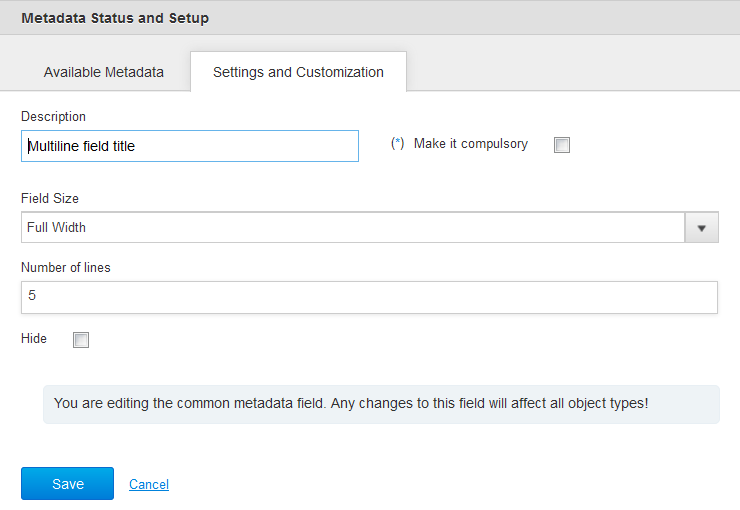 Metadata Status and Setup
Available Metadata Settings and Customization
Description
Multiline field title (*) Make it compulsory
Field Size
Full Width
Number of lines
5
Hide
You are editing the common metadata field. Any changes to this field will affect all object types!
Save Cancel